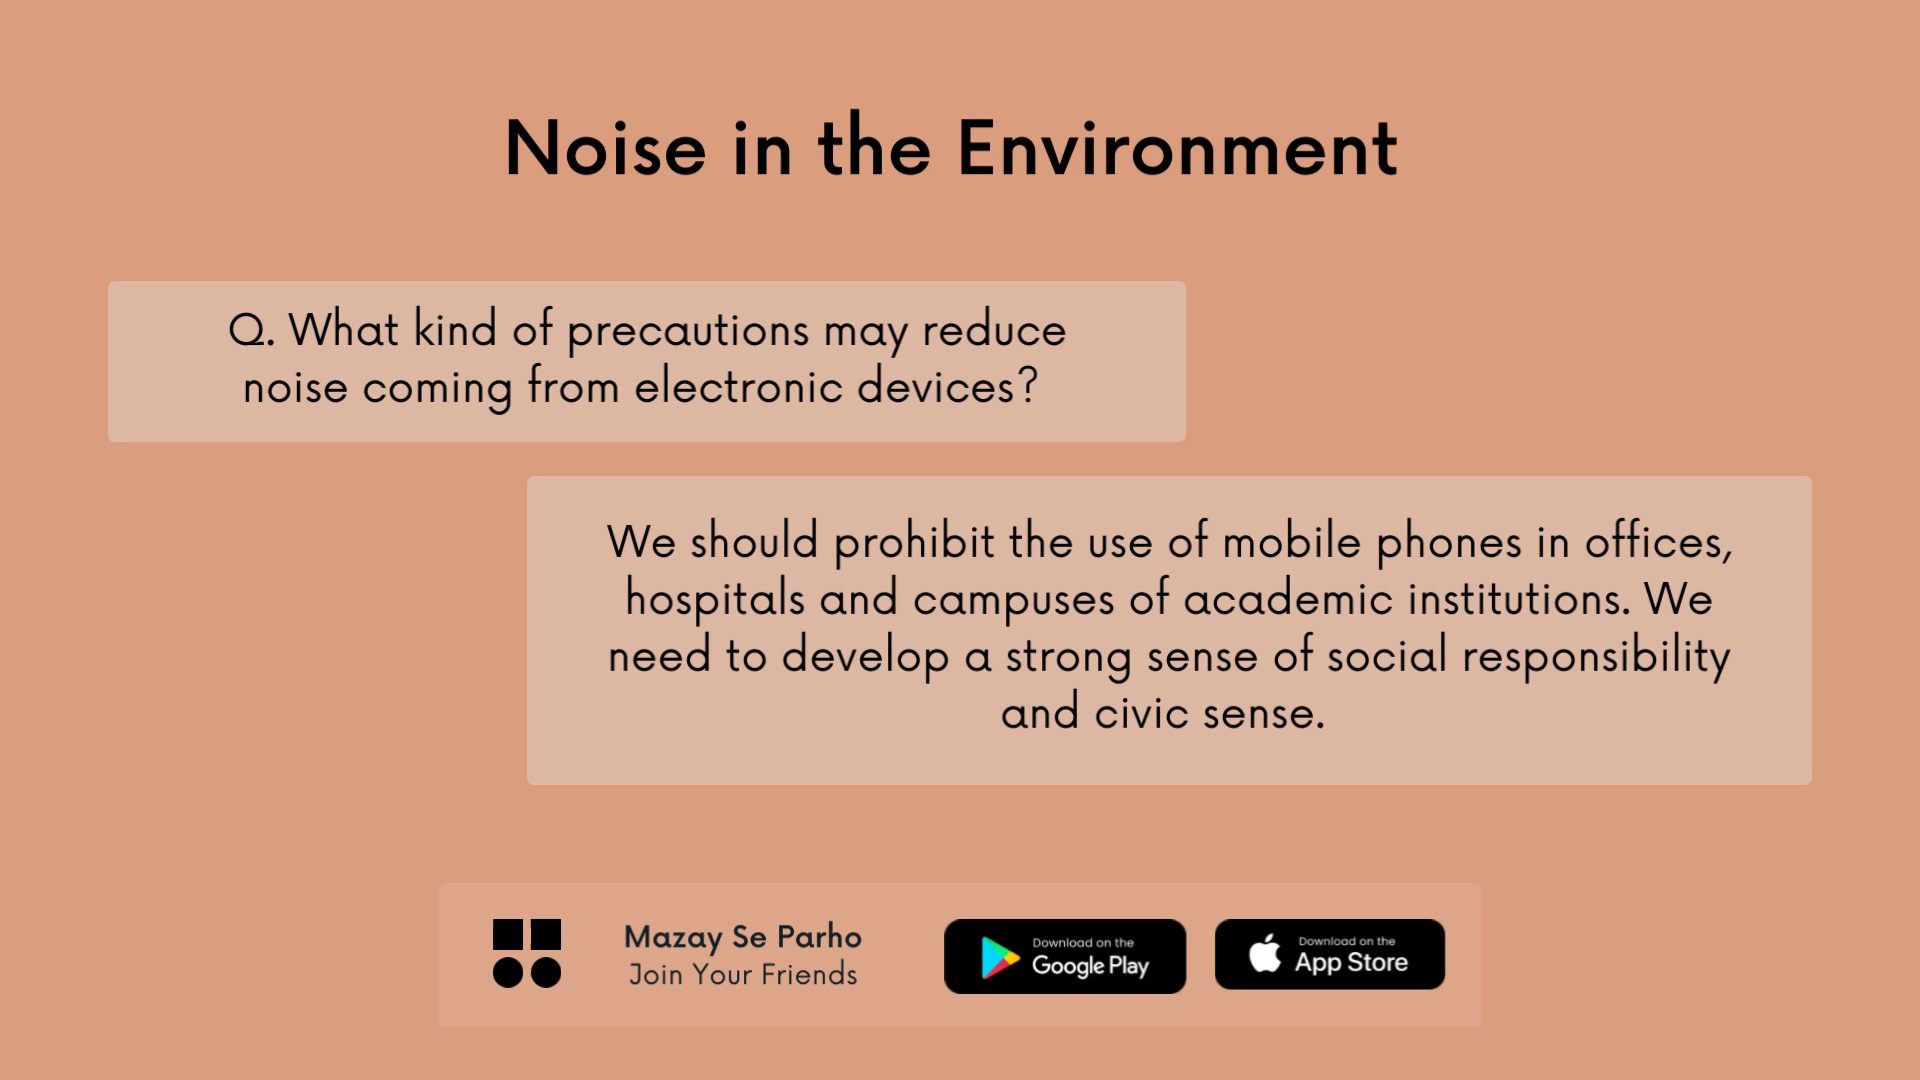 Noise in the Environment
Q. What kind of precautions may reduce
noise coming from electronic devices?
We should prohibit the use of mobile phones in offices,
hospitals and campuses of academic institutions. We
need to develop a strong sense of social responsibility
and civic sense.
Mazay Se Parho
Join Your Friends
Download on the
Google Play
Download on the
App Store